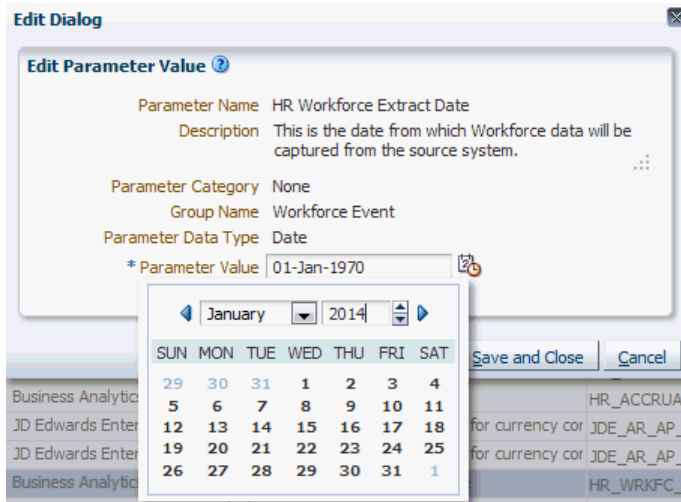 Edit Dialog
Edit Parameter Value
Parameter Name HR Workforce Extract Date
Description This is the date from which Workforce data will be
captured from the source system.
Parameter Category None
Group Name Workforce Event
Parameter Data Type Date
* Parameter Value 01-Jan-1970
January 2014
SUN MON TUE WED THU FRI SAT
29 30 31 1 2 3 4
5 6 7 8 9 10 11
12 13 14 15 16 17 18
19 20 21 22 23 24 25
26 27 28 29 30 31 1
Save and Close Cancel
Business Analytics HR_ACCRUA
JD Edwards Enter for currency cor JDE_AR_AP_
JD Edwards Enter for currency cor JDE_AR_AP_
Business Analytic HR_WRKFC_